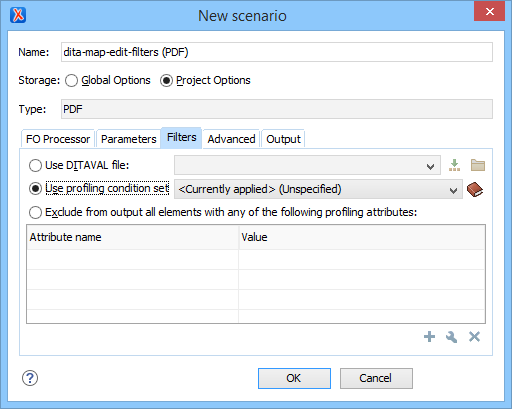 New scenario
Name: dita-map-edit-filters (PDF)
Storage: Global Options Project Options
Type: PDF
FO Processor Parameters Filters Advanced Output
Use DITAVAL file:
Use profiling condition set <Currently applied> (Unspecified)
Exclude from output all elements with any of the following profiling attributes:
Attribute name Value
OK Cancel